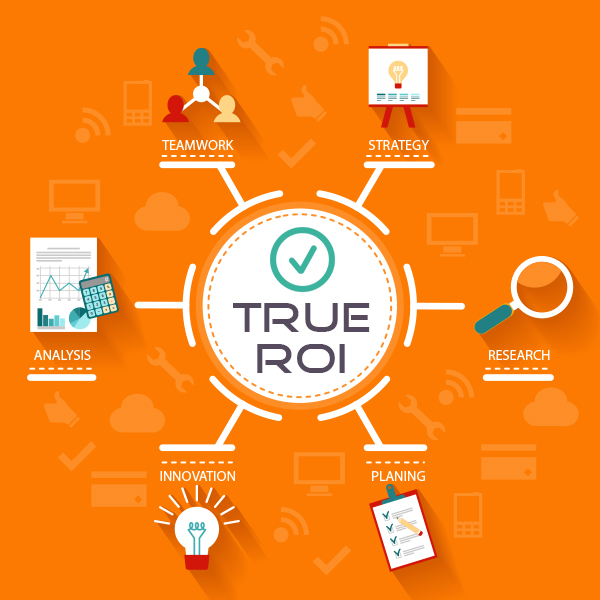 TEAMWORK
STRATEGY
TRUE
ROI
ANALYSIS
RESEARCH
INNOVATION
PLANING